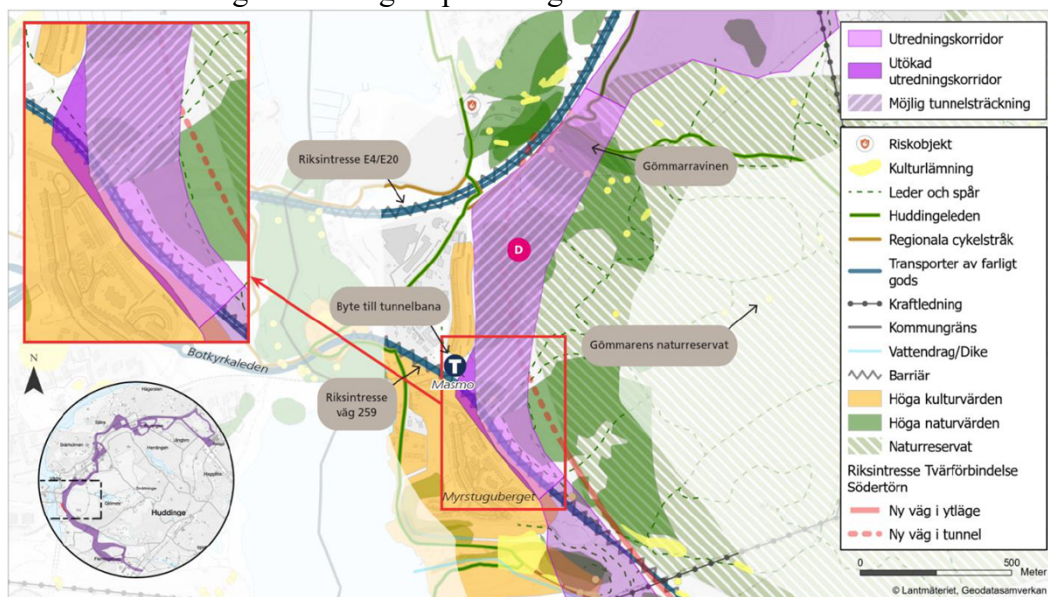 Utredningskorridor
Utökad
utredningskorridor
Möjlig tunnelsträckning
Riksintresse E4/E20
Gömmarravinen
D
Byte till tunnelbana
Gömmarens naturreservat
Botkyrkaleden
T
Masmo
Riksintresse
väg 259
Myrstuguberget
N
Huddinge
Riskobjekt
Kulturlämning
Leder och spår
Huddingeleden
Regionala cykelstråk
Transporter av farligt
gods
Kraftledning
Kommungräns
Vattendrag/Dike
Barriär
Höga kulturvärden
Höga naturvärden
Naturreservat
Riksintresse Tvärförbindelse
Södertörn
Ny väg i ytläge
Ny väg i tunnel
0 500
Meter
© Lantmäteriet, Geodatasamverkan